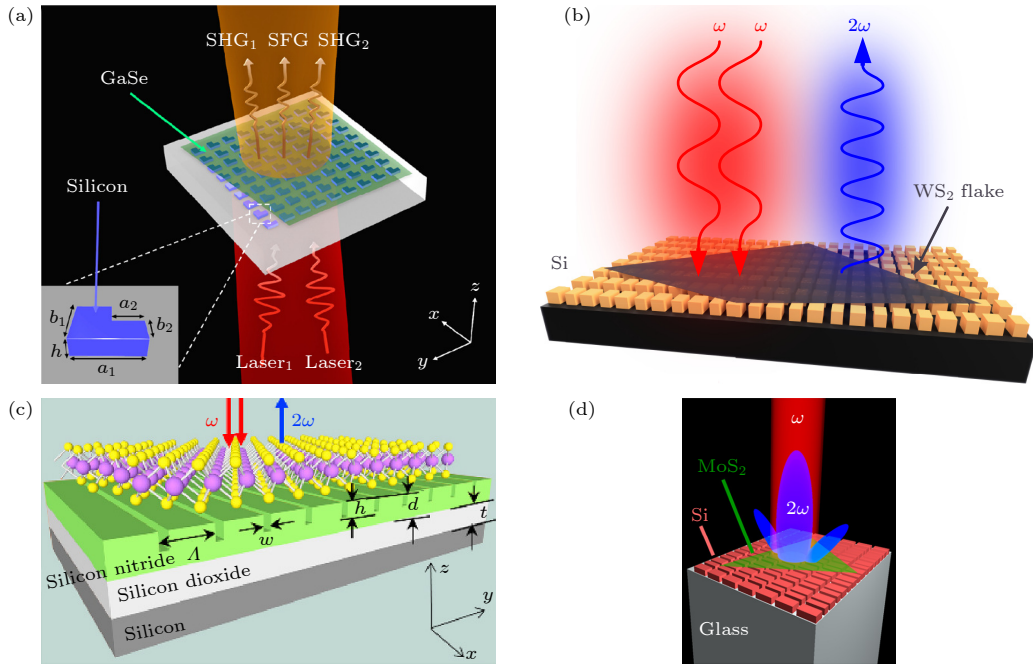 (a)
SHG₁ SFG SHG₂
GaSe
Silicon
a₂
b₁
b₂
h
a₁
Laser₁ Laser₂
z
x
y
(b)
ω ω 2ω
WS₂ flake
Si
(c)
ω 2ω
h d t
w
Λ
Silicon nitride
Silicon dioxide
Silicon
z
y
x
(d)
ω
MoS₂
Si
2ω
Glass